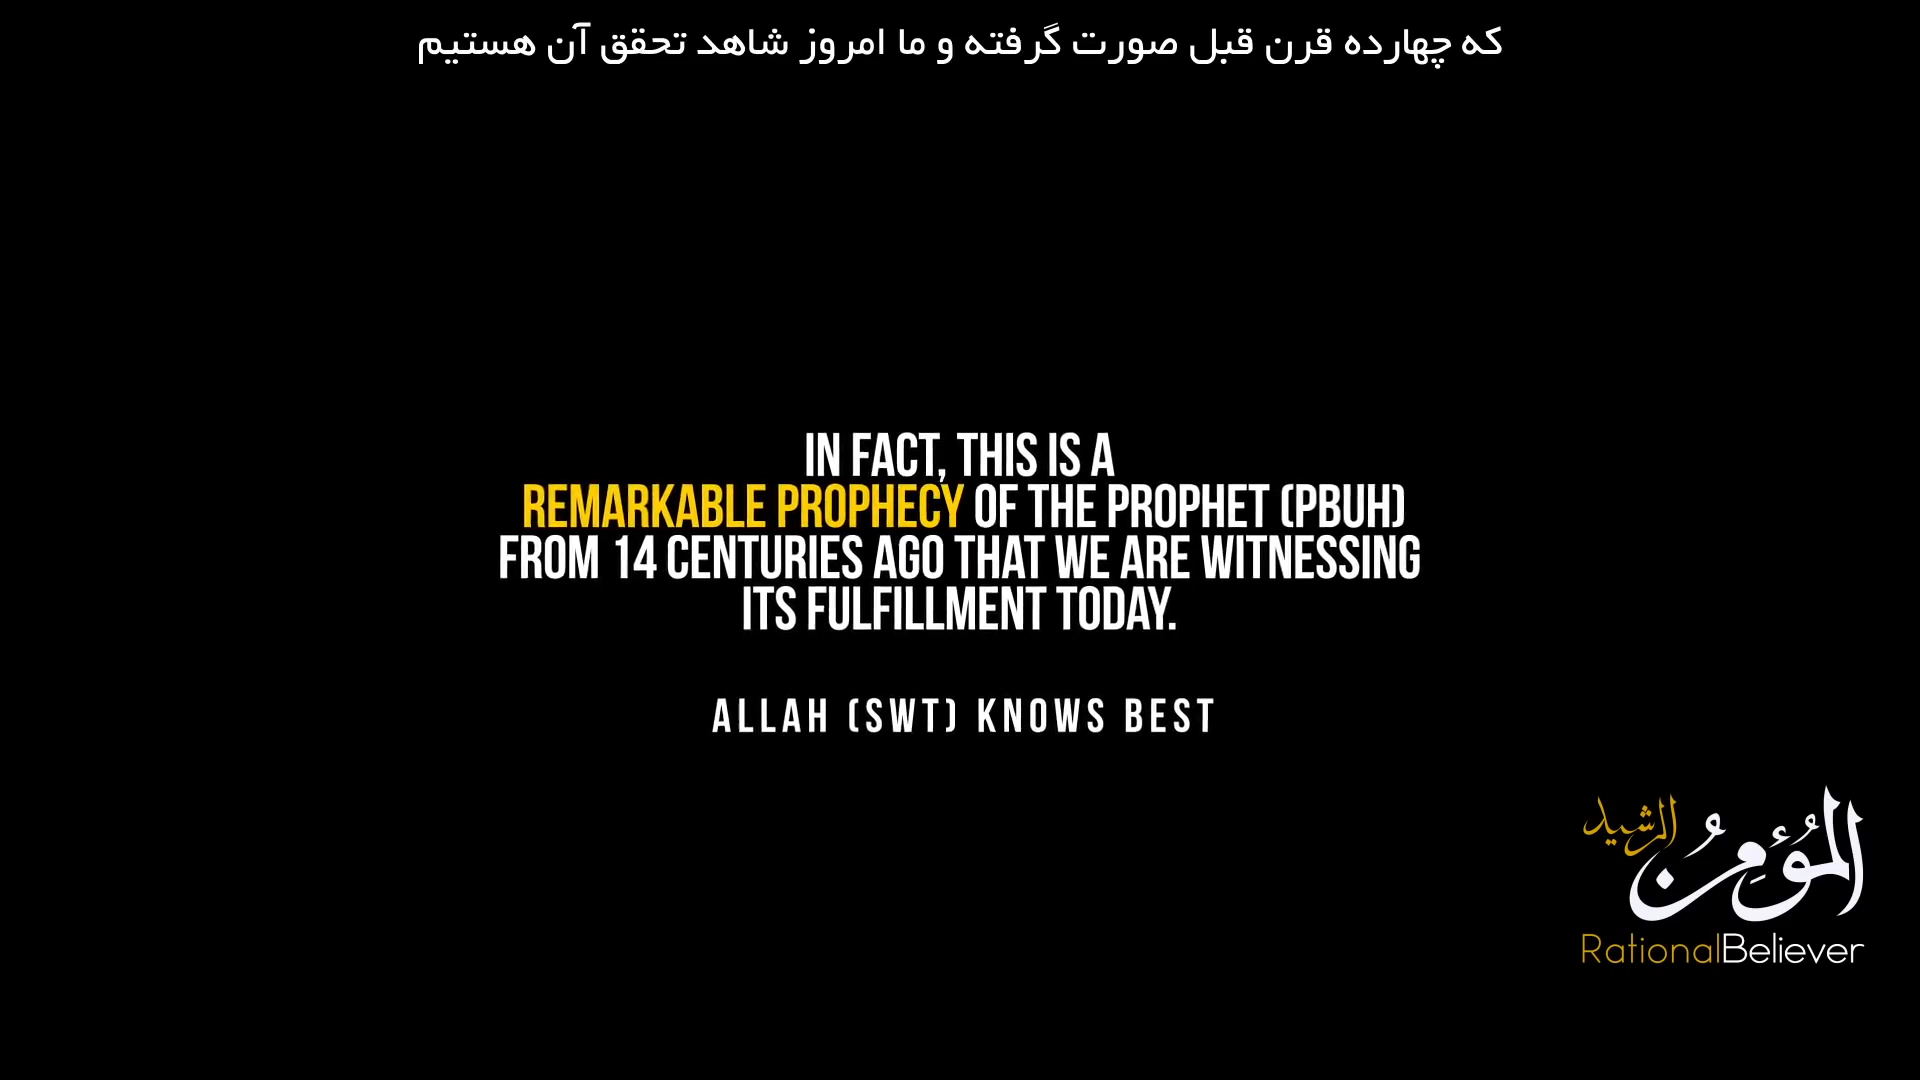 که چهارده قرن قبل صورت گرفته و ما امروز شاهد تحقق آن هستیم
IN FACT, THIS IS A
REMARKABLE PROPHECY OF THE PROPHET (PBUH)
FROM 14 CENTURIES AGO THAT WE ARE WITNESSING
ITS FULFILLMENT TODAY.
ALLAH (SWT) KNOWS BEST
المُؤمِنُ الرشيد
RationalBeliever